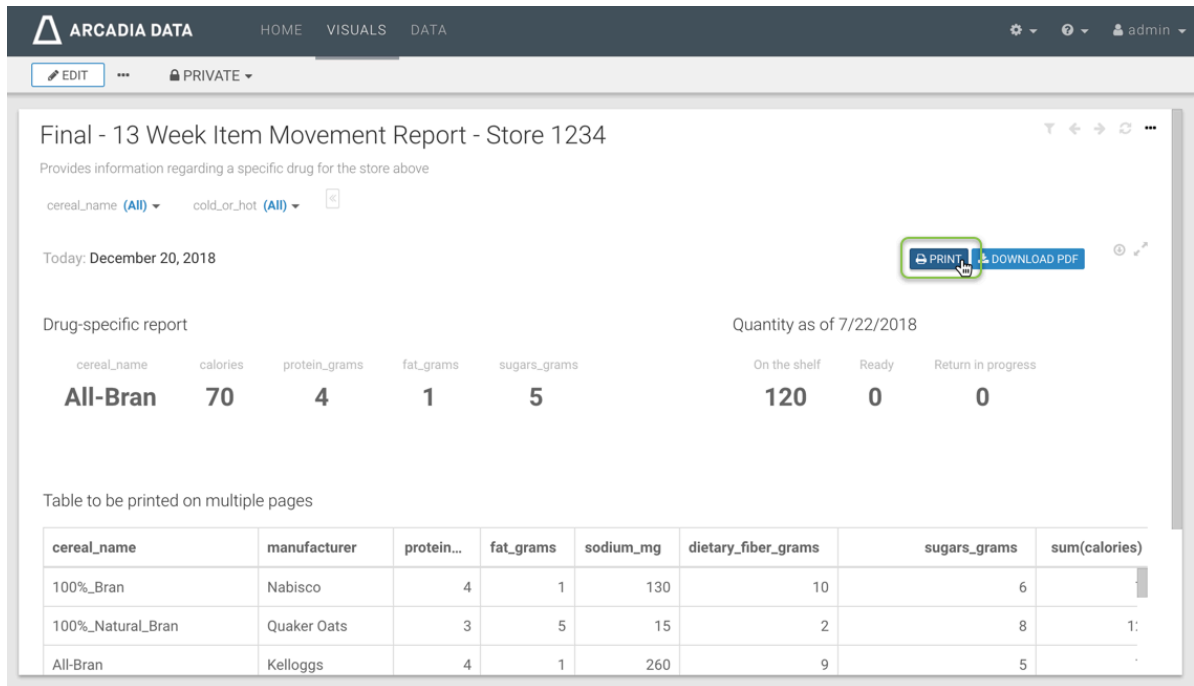 ARCADIA DATA HOME VISUALS DATA admin
EDIT PRIVATE
Final - 13 Week Item Movement Report - Store 1234
Provides information regarding a specific drug for the store above
cereal_name (All) cold_or_hot (All)
Today: December 20, 2018 PRINT DOWNLOAD PDF
Drug-specific report Quantity as of 7/22/2018
cereal_name calories protein_grams fat_grams sugars_grams On the shelf Ready Return in progress
All-Bran 70 4 1 5 120 0 0
Table to be printed on multiple pages
cereal_name manufacturer protein... fat_grams sodium_mg dietary_fiber_grams sugars_grams sum(calories)
100%_Bran Nabisco 4 1 130 10 6
100%_Natural_Bran Quaker Oats 3 5 15 2 8
All-Bran Kelloggs 4 1 260 9 5